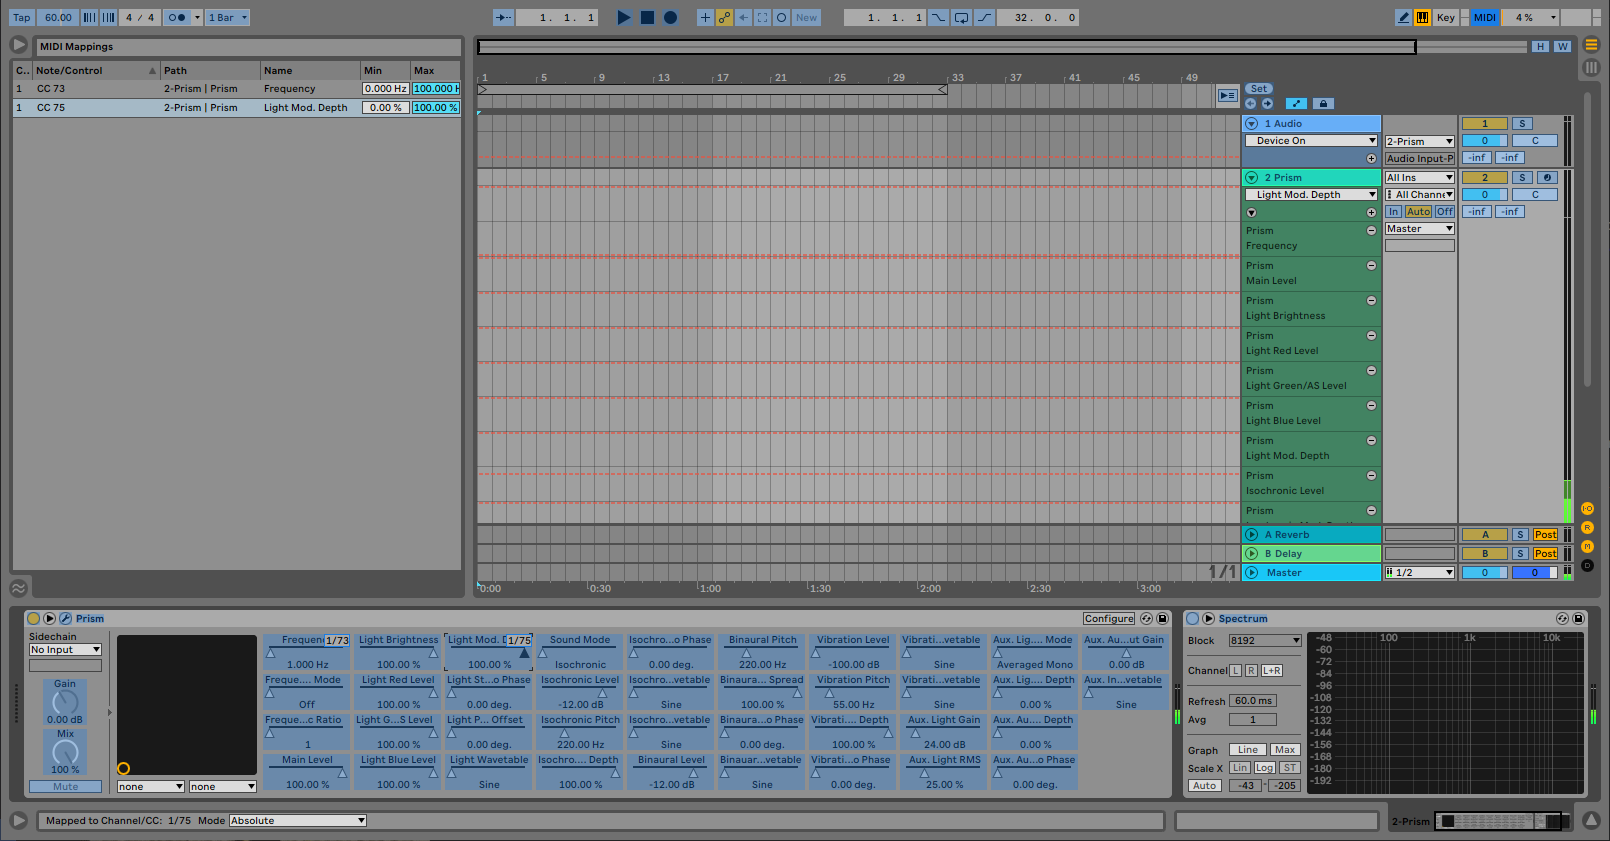 Tap 60.00 4 / 4 1 Bar 1. 1. 1 New 1. 1. 1 32. 0. 0 Key MIDI 4 %
MIDI Mappings
C.. Note/Control Path Name Min Max
1 CC 73 2-Prism | Prism Frequency 0.000 Hz 100.000 H
1 CC 75 2-Prism | Prism Light Mod. Depth 0.00 % 100.00 %
H W
1 5 9 13 17 21 25 29 33 37 41 45 49
Set
1 Audio
Device On
2-Prism
Audio Input-P
1 S
0 C
-inf -inf
2 Prism
Light Mod. Depth
All Ins
All Channe
In Auto Off
Master
2 S
0 C
-inf -inf
Prism
Frequency
Prism
Main Level
Prism
Light Brightness
Prism
Light Red Level
Prism
Light Green/AS Level
Prism
Light Blue Level
Prism
Light Mod. Depth
Prism
Isochronic Level
Prism
I-O
R
M
D
A Reverb A S Post
B Delay B S Post
1/1 Master 1/2 0 0
0:00 0:30 1:00 1:30 2:00 2:30 3:00
Prism Configure
Sidechain
No Input
Gain
0.00 dB
Mix
100 %
Mute
none none
Frequen 1/73 Light Brightness Light Mod. D 1/75 Sound Mode Isochro...o Phase Binaural Pitch Vibration Level Vibrati...vetable Aux. Lig.... Mode Aux. Au...ut Gain
1.000 Hz 100.00 % 100.00 % Isochronic 0.00 deg. 220.00 Hz -100.00 dB Sine Averaged Mono 0.00 dB
Freque.... Mode Light Red Level Light St...o Phase Isochronic Level Isochro...vetable Binaura... Spread Vibration Pitch Vibrati...vetable Aux. Lig.... Depth Aux. In...vetable
Off 100.00 % 0.00 deg. -12.00 dB Sine 100.00 % 55.00 Hz Sine 0.00 % Sine
Freque...c Ratio Light G...S Level Light P... Offset Isochronic Pitch Isochro...vetable Binaura...o Phase Vibrati.... Depth Aux. Light Gain Aux. Au.... Depth
1 100.00 % 0.00 deg. 220.00 Hz Sine 0.00 deg. 100.00 % 24.00 dB 0.00 %
Main Level Light Blue Level Light Wavetable Isochro.... Depth Binaural Level Binauar...vetable Vibrati...o Phase Aux. Light RMS Aux. Au...o Phase
100.00 % 100.00 % Sine 100.00 % -12.00 dB Sine 0.00 deg. 25.00 % 0.00 deg.
Spectrum
Block 8192
Channel L R L+R
Refresh 60.0 ms
Avg 1
Graph Line Max
Scale X Lin Log ST
Auto -43 - -205
100 1k 10k
-48
-60
-72
-84
-96
-108
-120
-132
-144
-156
-168
-180
-192
Mapped to Channel/CC: 1/75 Mode Absolute
2-Prism